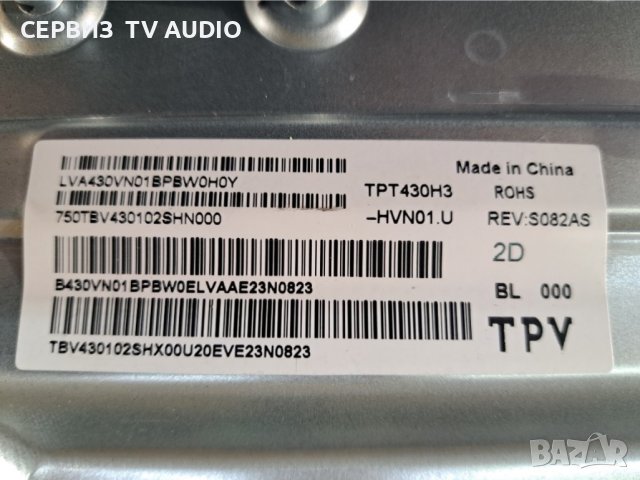 СЕРВИЗ TV AUDIO
LVA430VN01BPBW0H0Y
750TBV430102SHN000
TPT430H3
-HVN01.U
Made in China
ROHS
REV:S082AS
2D
BL 000
TPV
B430VN01BPBW0ELVAAE23N0823
TBV430102SHX00U20EVE23N0823
BAZAR